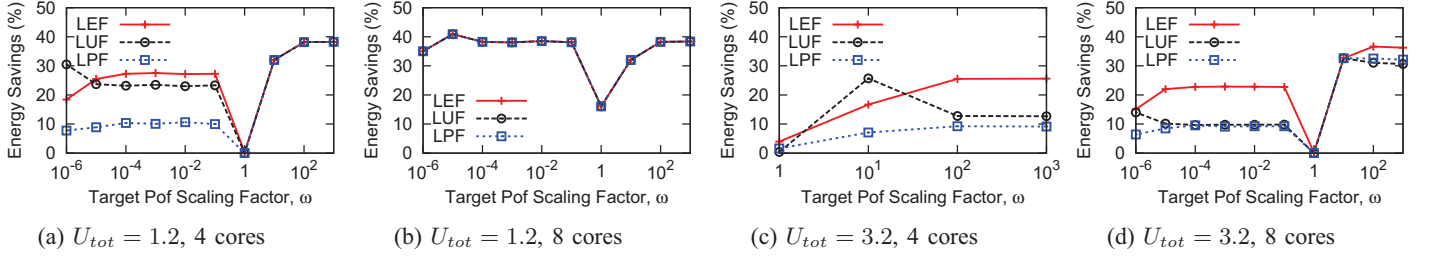 Energy Savings (%)
50
40
30
20
10
0
LEF
LUF
LPF
10^-6
10^-4
10^-2
1
10^2
Target Pof Scaling Factor, ω
(a) U_tot = 1.2, 4 cores
Energy Savings (%)
50
40
30
20
10
0
LEF
LUF
LPF
10^-6
10^-4
10^-2
1
10^2
Target Pof Scaling Factor, ω
(b) U_tot = 1.2, 8 cores
Energy Savings (%)
50
40
30
20
10
0
LEF
LUF
LPF
1
10^1
10^2
10^3
Target Pof Scaling Factor, ω
(c) U_tot = 3.2, 4 cores
Energy Savings (%)
50
40
30
20
10
0
LEF
LUF
LPF
10^-6
10^-4
10^-2
1
10^2
Target Pof Scaling Factor, ω
(d) U_tot = 3.2, 8 cores